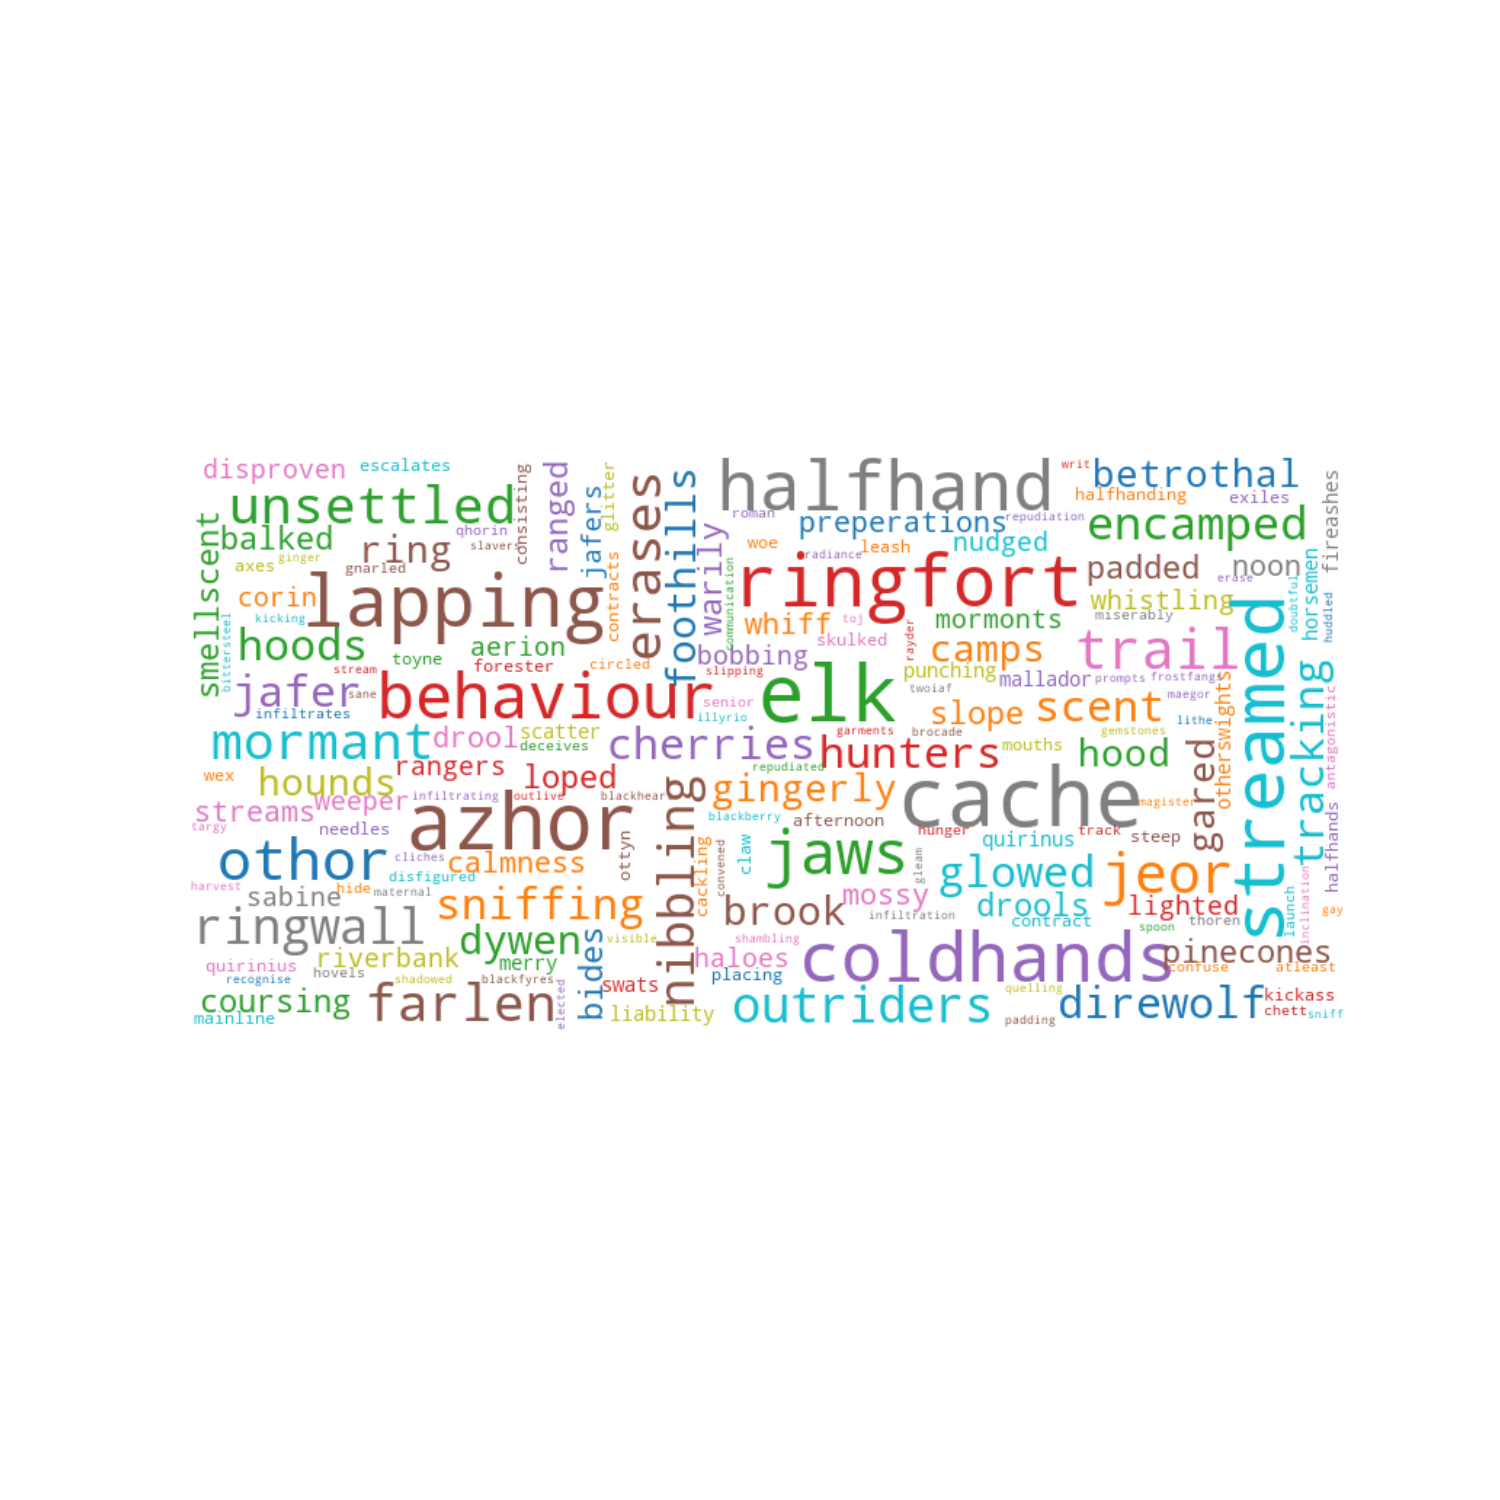 disproven
escalates
unsettled
balked
ring
qhorin
slavers
consisting
ranged
jafers
glitter
erases
foothills
halfhand
writ
betrothal
halfhanding
exiles
fireashes
roman
preperations
repudiation
encamped
woe
radiance
leash
nudged
noon
horsemen
axes
ginger
gnarled
smellscent
corin
lapping
contracts
warily
communication
ringfort
padded
erase
whistling
doubtful
huddled
kicking
bittersteel
hoods
toyne
aerion
forester
circled
whiff
toj
skulked
mormonts
miserably
rayder
camps
trail
streamed
tracking
stream
bobbing
slipping
punching
mallador
prompts
frostfangs
jafer
sane
behaviour
elk
twoiaf
maegor
infiltrates
senior
illyrio
slope
scent
lithe
otherswights
antagonistic
mormant
drool
scatter
deceives
cherries
garments
brocade
gemstones
hunters
mouths
hood
gared
wex
hounds
rangers
loped
repudiated
gingerly
cache
magister
streams
weeper
infiltrating
outlive
blackheart
nibbling
blackberry
afternoon
hunger
track
steep
targy
needles
azhor
ottyn
cackling
convened
claw
jaws
gleam
quirinus
halfhands
othor
cliches
calmness
disfigured
glowed
jeor
harvest
sabine
hide
maternal
sniffing
brook
mossy
infiltration
drools
contract
lighted
spoon
thoren
launch
inclination
gay
ringwall
dywen
bides
visible
shambling
coldhands
pinecones
riverbank
merry
haloes
quirinius
hovels
recognise
shadowed
blackfyres
elected
swats
placing
confuse
atleast
coursing
farlen
liability
outriders
quelling
padding
direwolf
kickass
chett
sniff
mainline